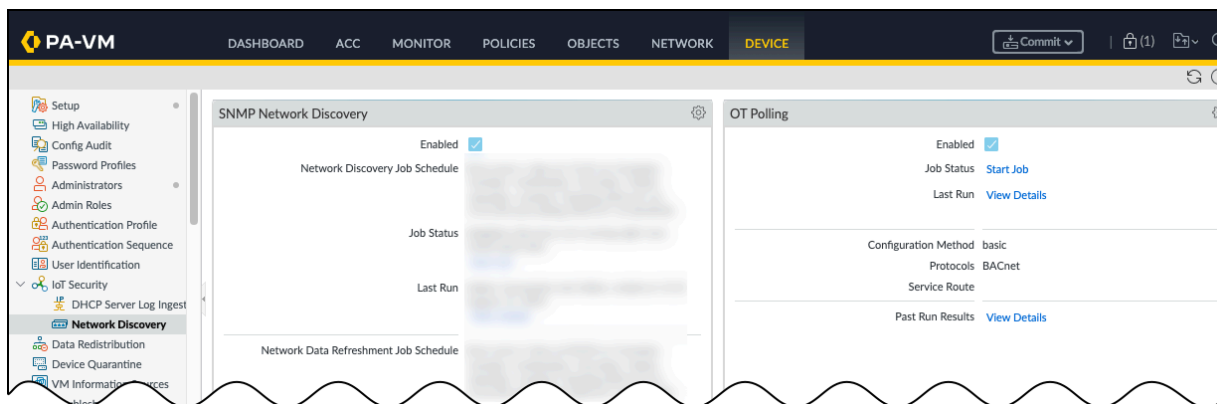 PA-VM
DASHBOARD ACC MONITOR POLICIES OBJECTS NETWORK DEVICE
Commit
(1)
Setup
High Availability
Config Audit
Password Profiles
Administrators
Admin Roles
Authentication Profile
Authentication Sequence
User Identification
IoT Security
DHCP Server Log Ingest
Network Discovery
Data Redistribution
Device Quarantine
VM Information
SNMP Network Discovery
Enabled
Network Discovery Job Schedule
Job Status
Last Run
Network Data Refreshment Job Schedule
OT Polling
Enabled
Job Status Start Job
Last Run View Details
Configuration Method basic
Protocols BACnet
Service Route
Past Run Results View Details